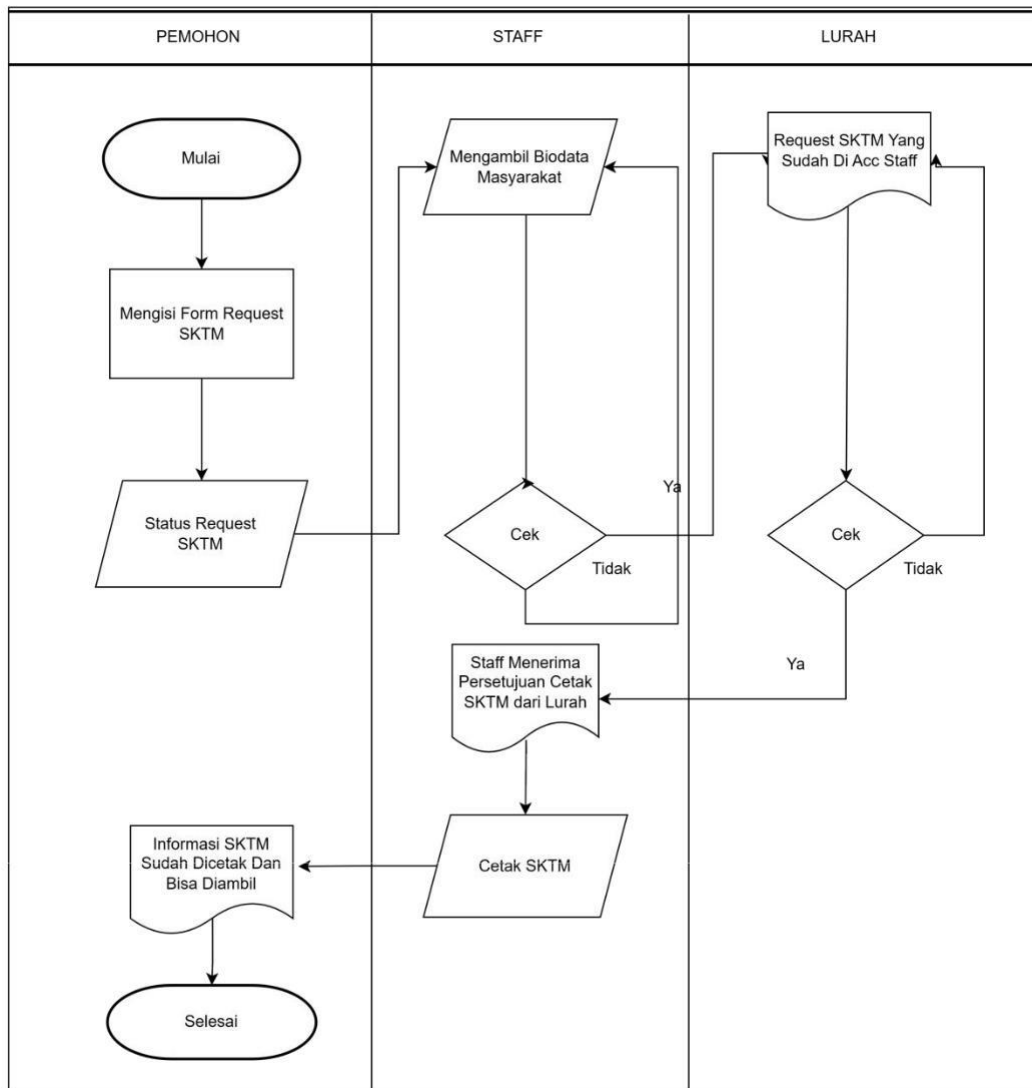 PEMOHON
STAFF
LURAH
Mulai
Mengisi Form Request
SKTM
Status Request
SKTM
Mengambil Biodata
Masyarakat
Cek
Ya
Tidak
Request SKTM Yang
Sudah Di Acc Staff
Cek
Tidak
Ya
Staff Menerima
Persetujuan Cetak
SKTM dari Lurah
Cetak SKTM
Informasi SKTM
Sudah Dicetak Dan
Bisa Diambil
Selesai